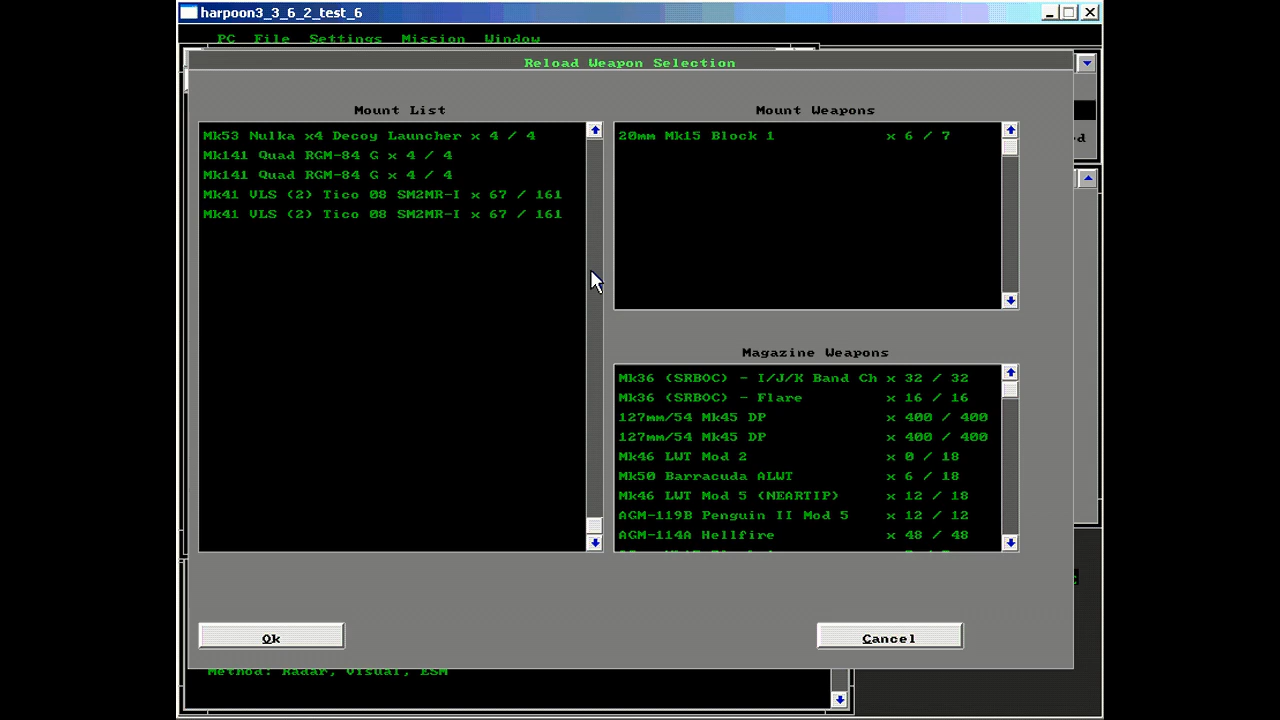 harpoon3_3_6_2_test_6
PC File Settings Mission Window
Reload Weapon Selection
Mount List
Mk53 Nulka x4 Decoy Launcher x 4 / 4
Mk141 Quad RGM-84 G x 4 / 4
Mk141 Quad RGM-84 G x 4 / 4
Mk41 VLS (2) Tico 08 SM2MR-I x 67 / 161
Mk41 VLS (2) Tico 08 SM2MR-I x 67 / 161
Mount Weapons
20mm Mk15 Block 1 x 6 / 7
Magazine Weapons
Mk36 (SRBOC) - I/J/K Band Ch x 32 / 32
Mk36 (SRBOC) - Flare x 16 / 16
127mm/54 Mk45 DP x 400 / 400
127mm/54 Mk45 DP x 400 / 400
Mk46 LWT Mod 2 x 0 / 18
Mk50 Barracuda ALWT x 6 / 18
Mk46 LWT Mod 5 (NEARTIP) x 12 / 18
AGM-119B Penguin II Mod 5 x 12 / 12
AGM-114A Hellfire x 48 / 48
Ok
Cancel
Method: Radar, Visual, ESM